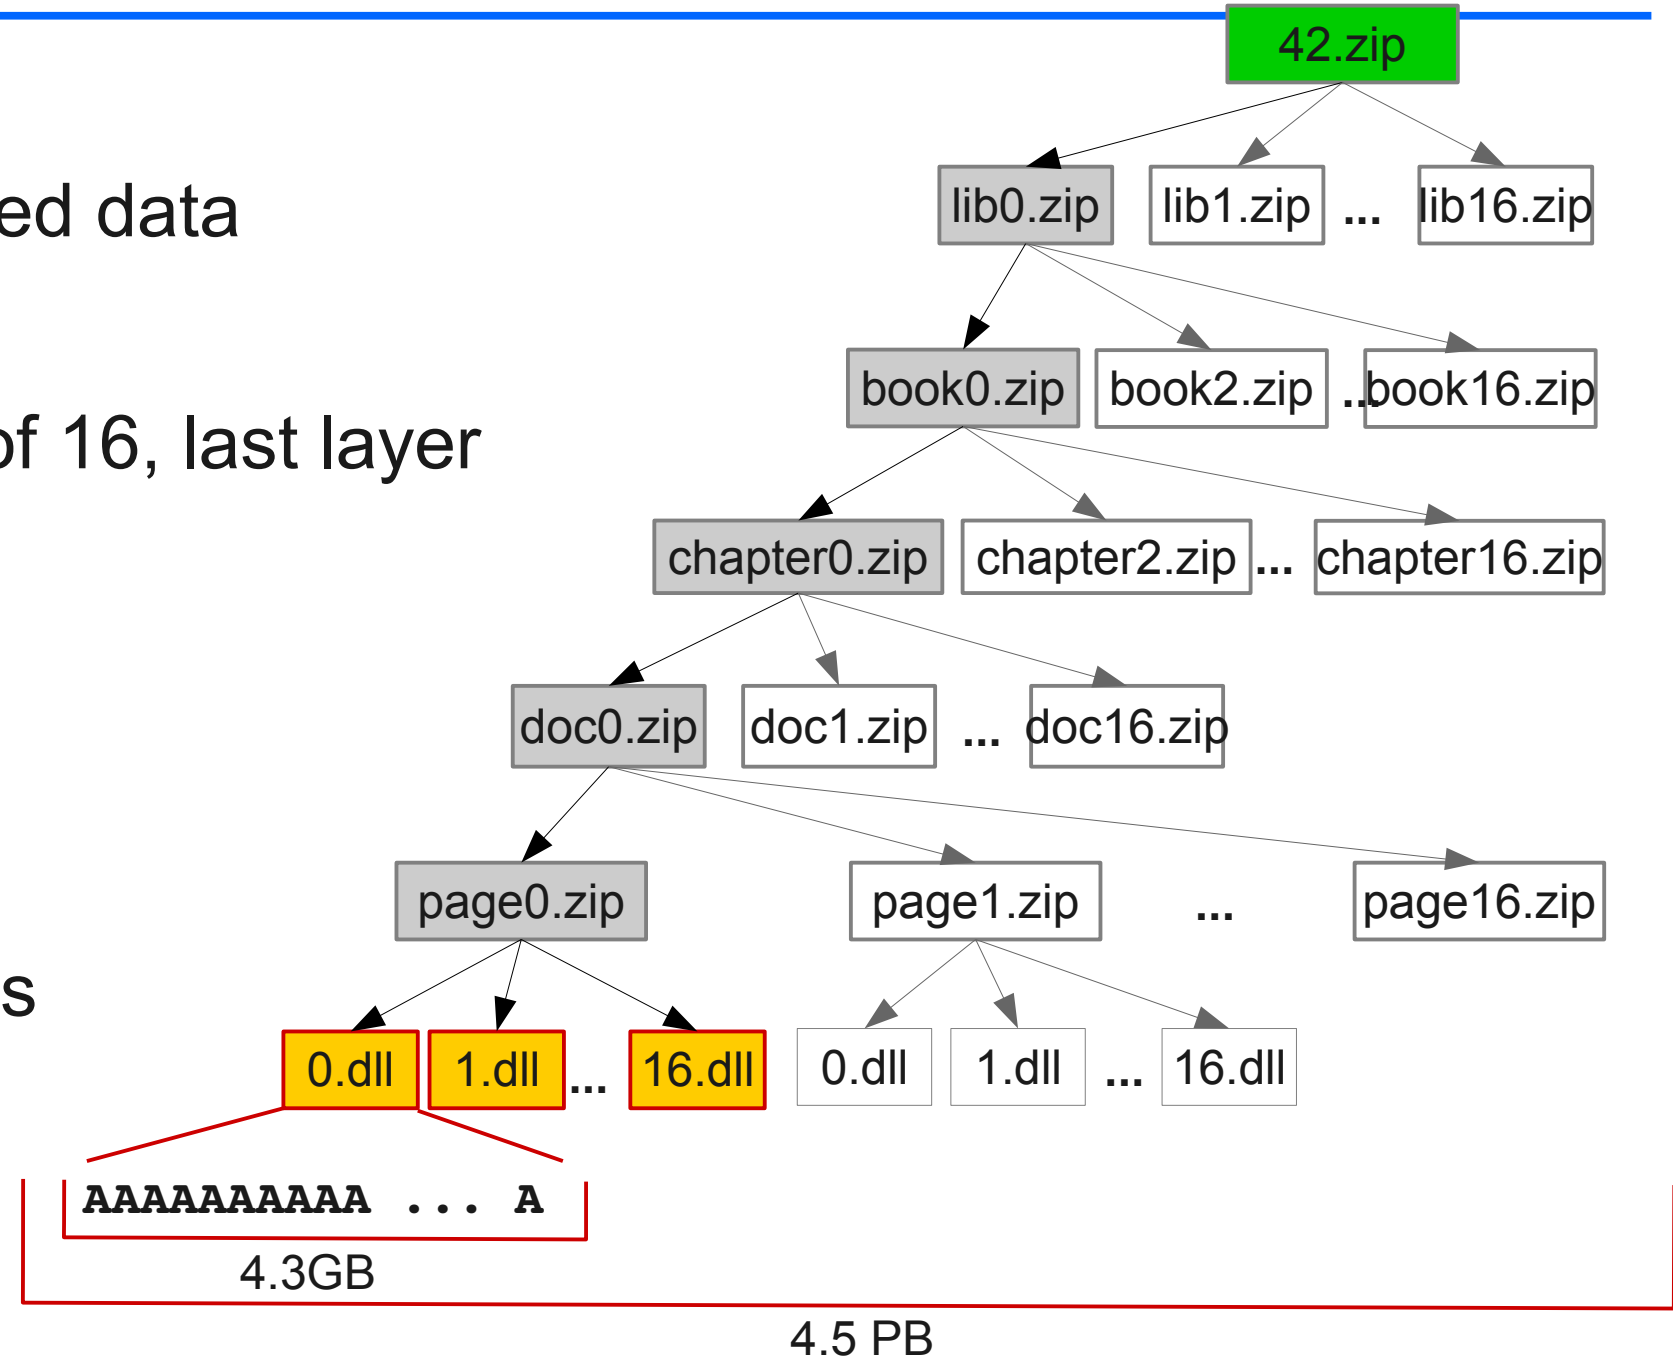 42.zip
ed data
lib0.zip lib1.zip ... lib16.zip
book0.zip book2.zip ... book16.zip
of 16, last layer
chapter0.zip chapter2.zip ... chapter16.zip
doc0.zip doc1.zip ... doc16.zip
page0.zip page1.zip ... page16.zip
s
0.dll 1.dll ... 16.dll 0.dll 1.dll ... 16.dll
AAAAAAAAAA ... A
4.3GB
4.5 PB